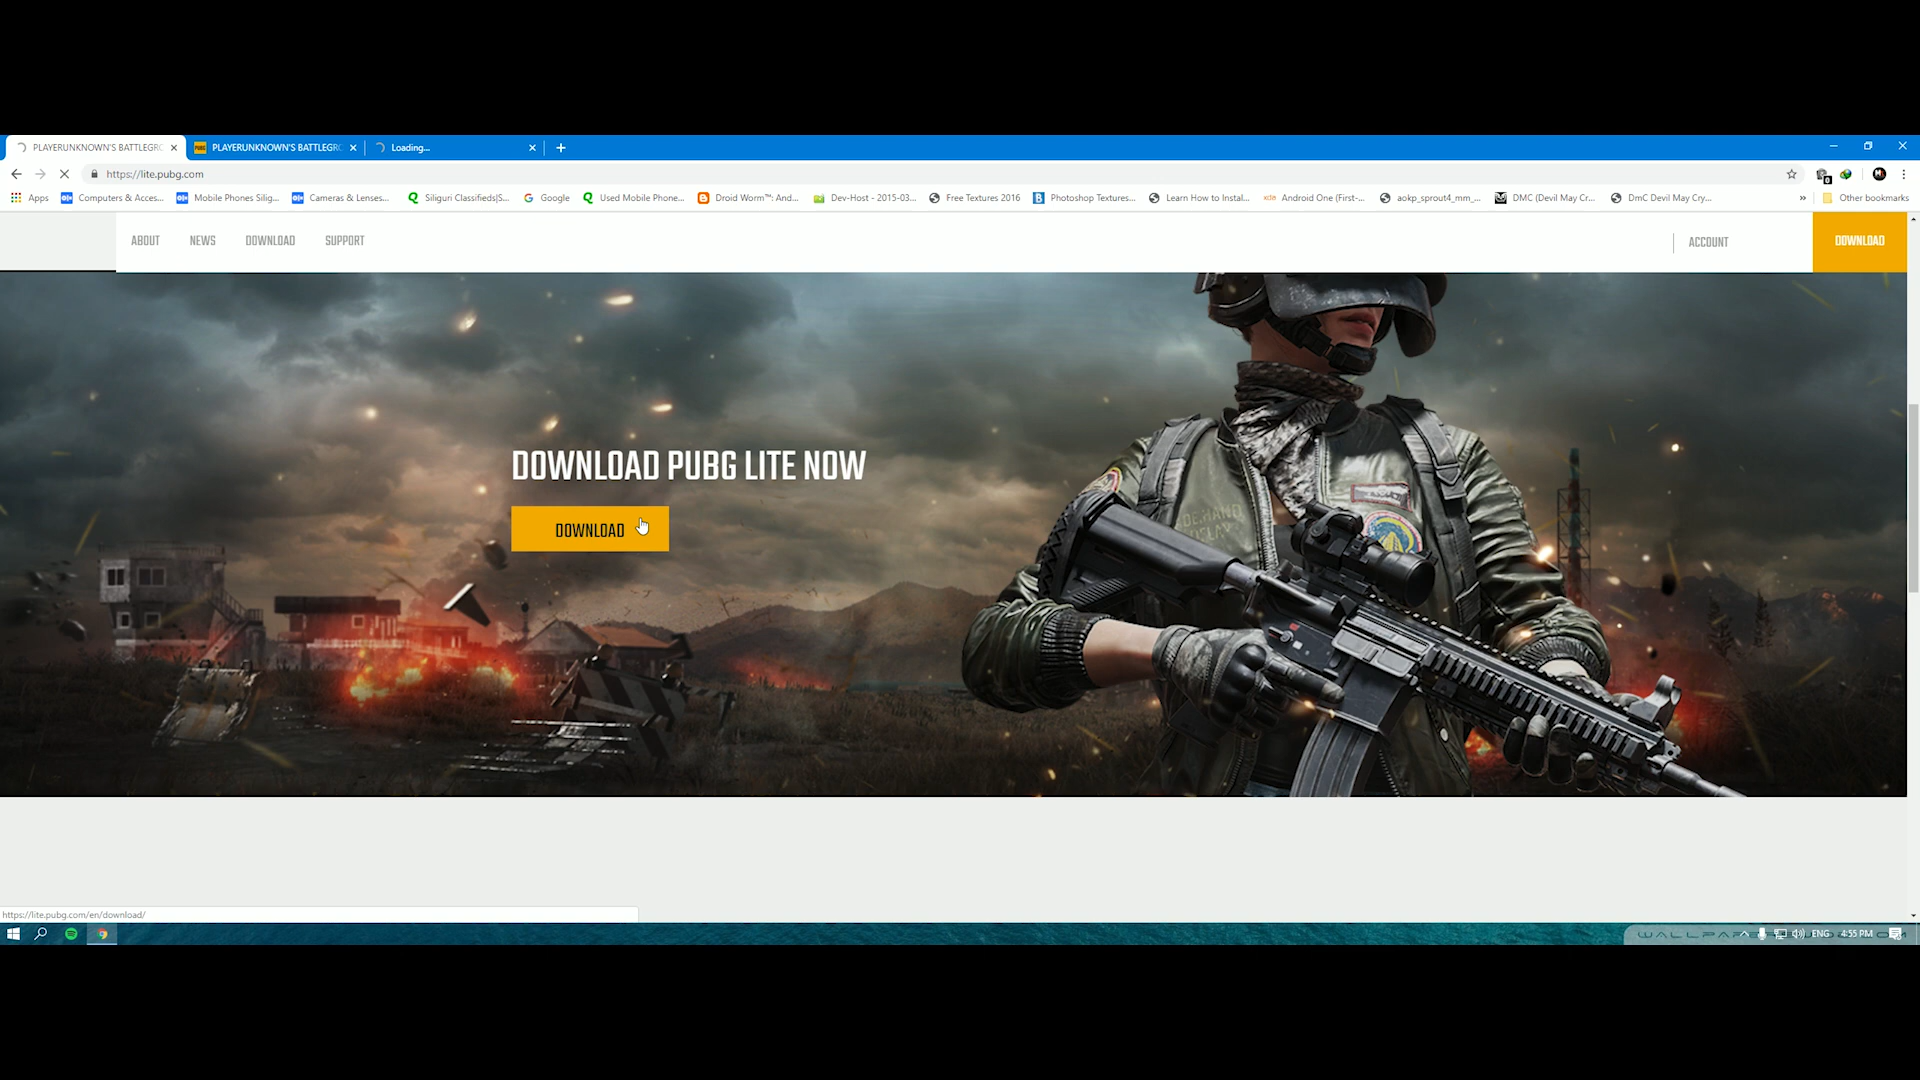 PLAYERUNKNOWN'S BATTLEGRO
PUBG
PLAYERUNKNOWN'S BATTLEGR
Loading...
https://lite.pubg.com
Apps
Computers & Acces...
Mobile Phones Silig...
Cameras & Lenses...
Siliguri Classifieds|S...
Google
Used Mobile Phone...
Droid Worm™: And...
Dev-Host - 2015-03...
Free Textures 2016
Photoshop Textures...
Learn How to Instal...
xda
Android One (First-...
aokp_sprout4_mm_...
DMC (Devil May Cr...
DmC Devil May Cry...
»
Other bookmarks
ABOUT
NEWS
DOWNLOAD
SUPPORT
ACCOUNT
DOWNLOAD
DOWNLOAD PUBG LITE NOW
DOWNLOAD
https://lite.pubg.com/en/download/
ENG
4:55 PM